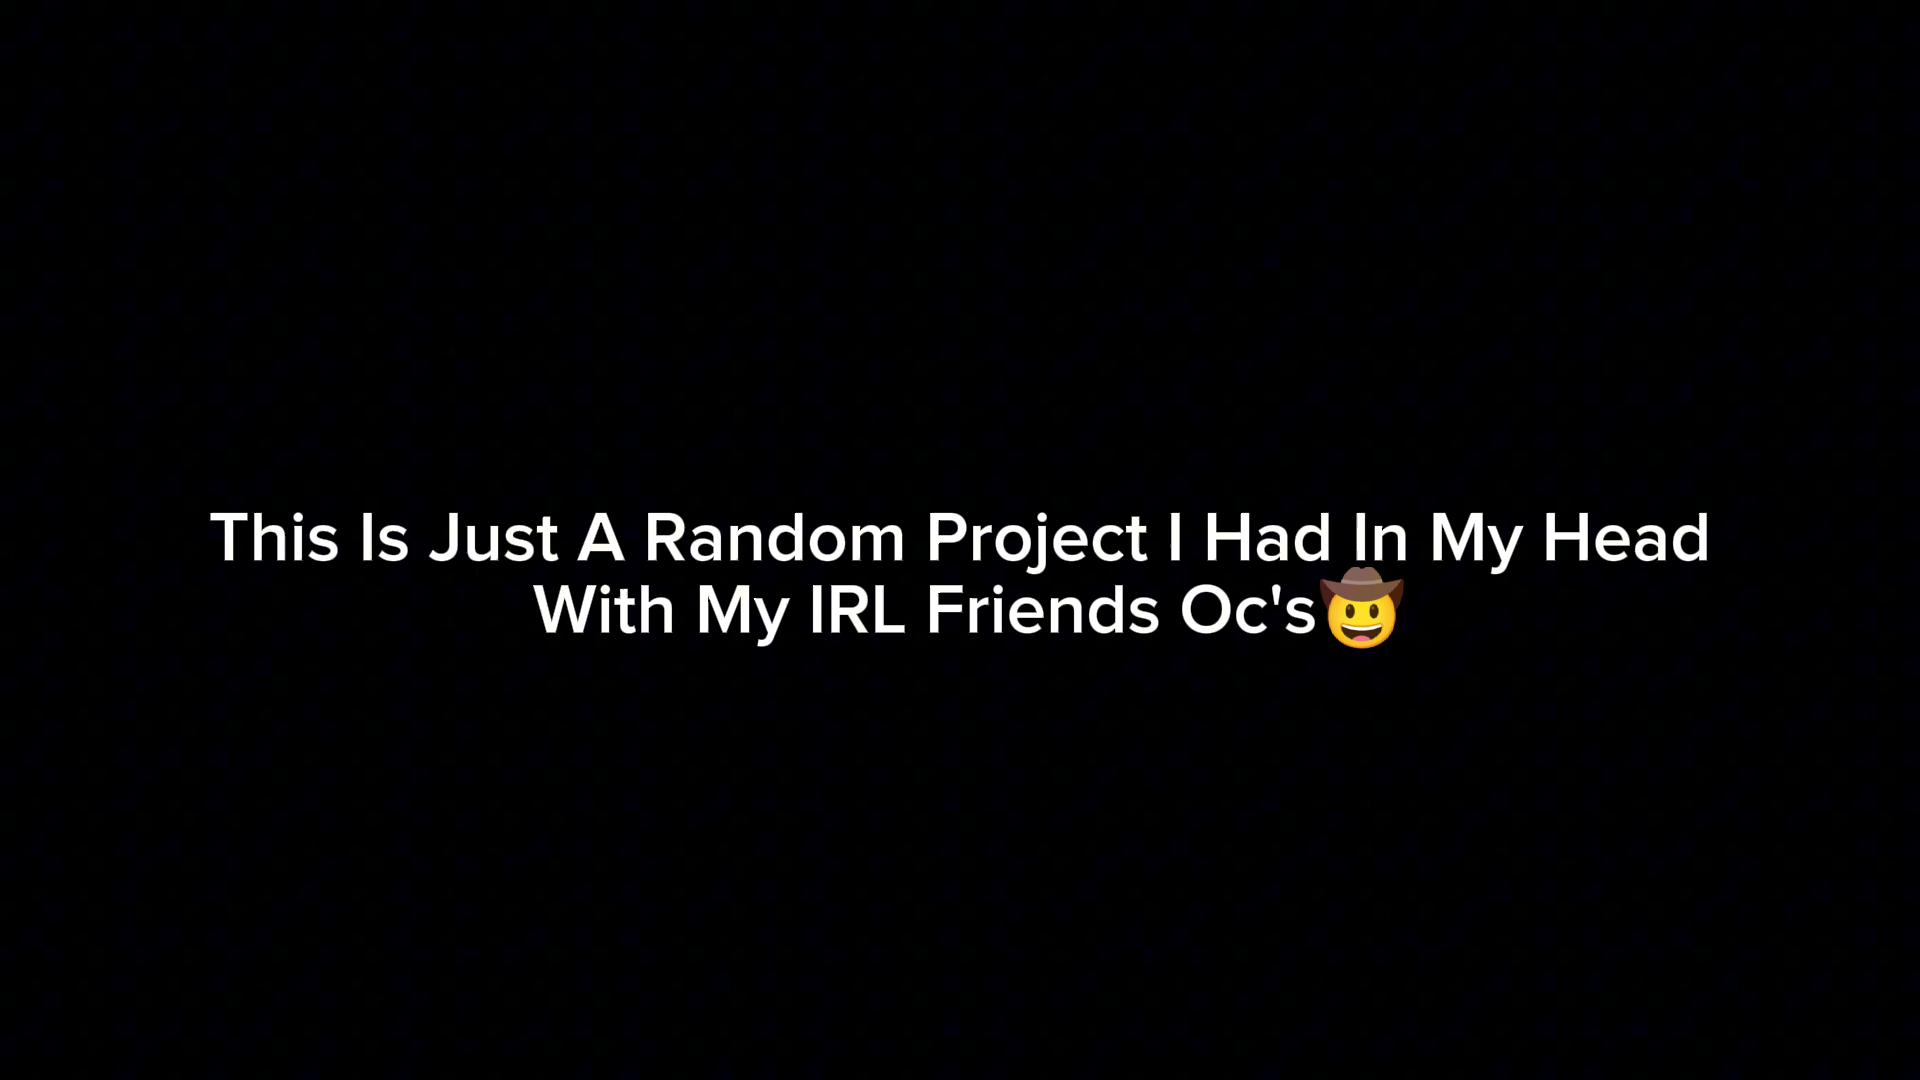 This Is Just A Random Project I Had In My Head
With My IRL Friends Oc's🤠